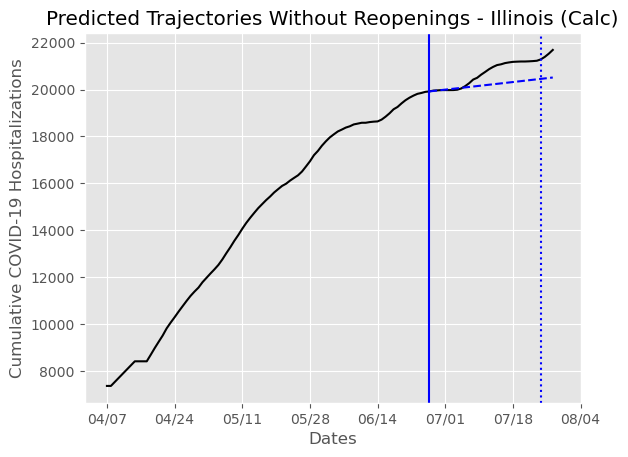 Predicted Trajectories Without Reopenings - Illinois (Calc)
Cumulative COVID-19 Hospitalizations
22000
20000
18000
16000
14000
12000
10000
8000
04/07 04/24 05/11 05/28 06/14 07/01 07/18 08/04
Dates